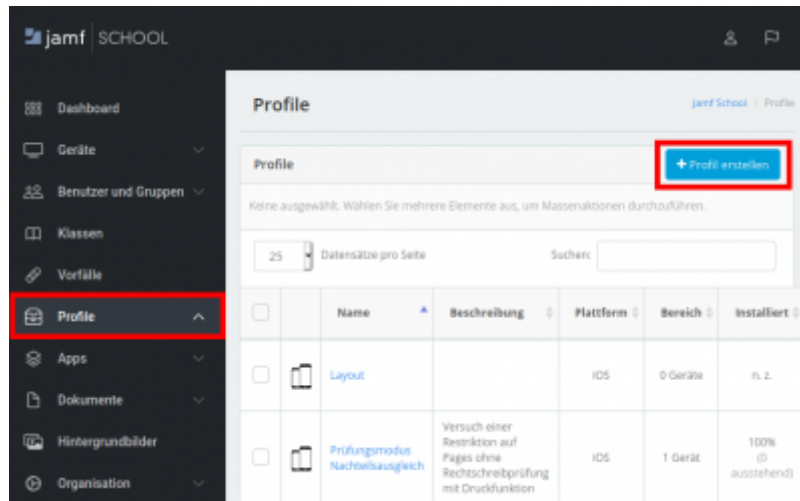 jamf SCHOOL
Dashboard
Geräte
Benutzer und Gruppen
Klassen
Vorfälle
Profile
Apps
Dokumente
Hintergrundbilder
Organisation
Profile
Jamf School / Profile
Profile
+ Profil erstellen
Keine ausgewählt. Wählen Sie mehrere Elemente aus, um Massenaktionen durchzuführen.
25 Datensätze pro Seite
Suchen:
Name Beschreibung Plattform Bereich Installiert
Layout iOS 0 Geräte n. z.
Prüfungsmodus
Nachteilsausgleich
Versuch einer
Restriktion auf
Pages ohne
Rechtschreibprüfung
mit Druckfunktion
iOS
1 Gerät
100%
(0
ausstehend)